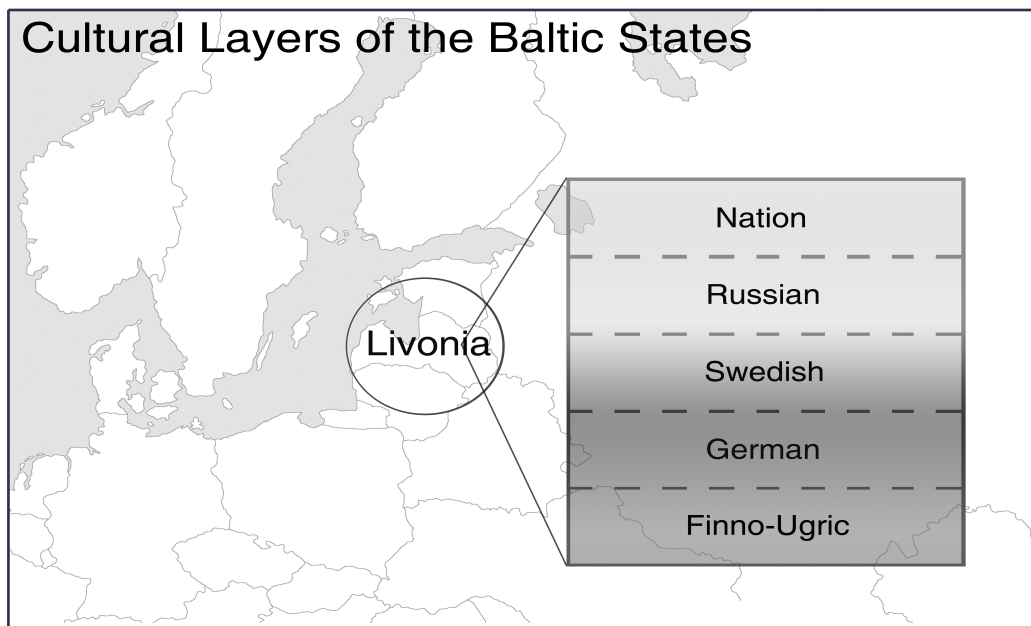 Cultural Layers of the Baltic States
Livonia
Nation
Russian
Swedish
German
Finno-Ugric